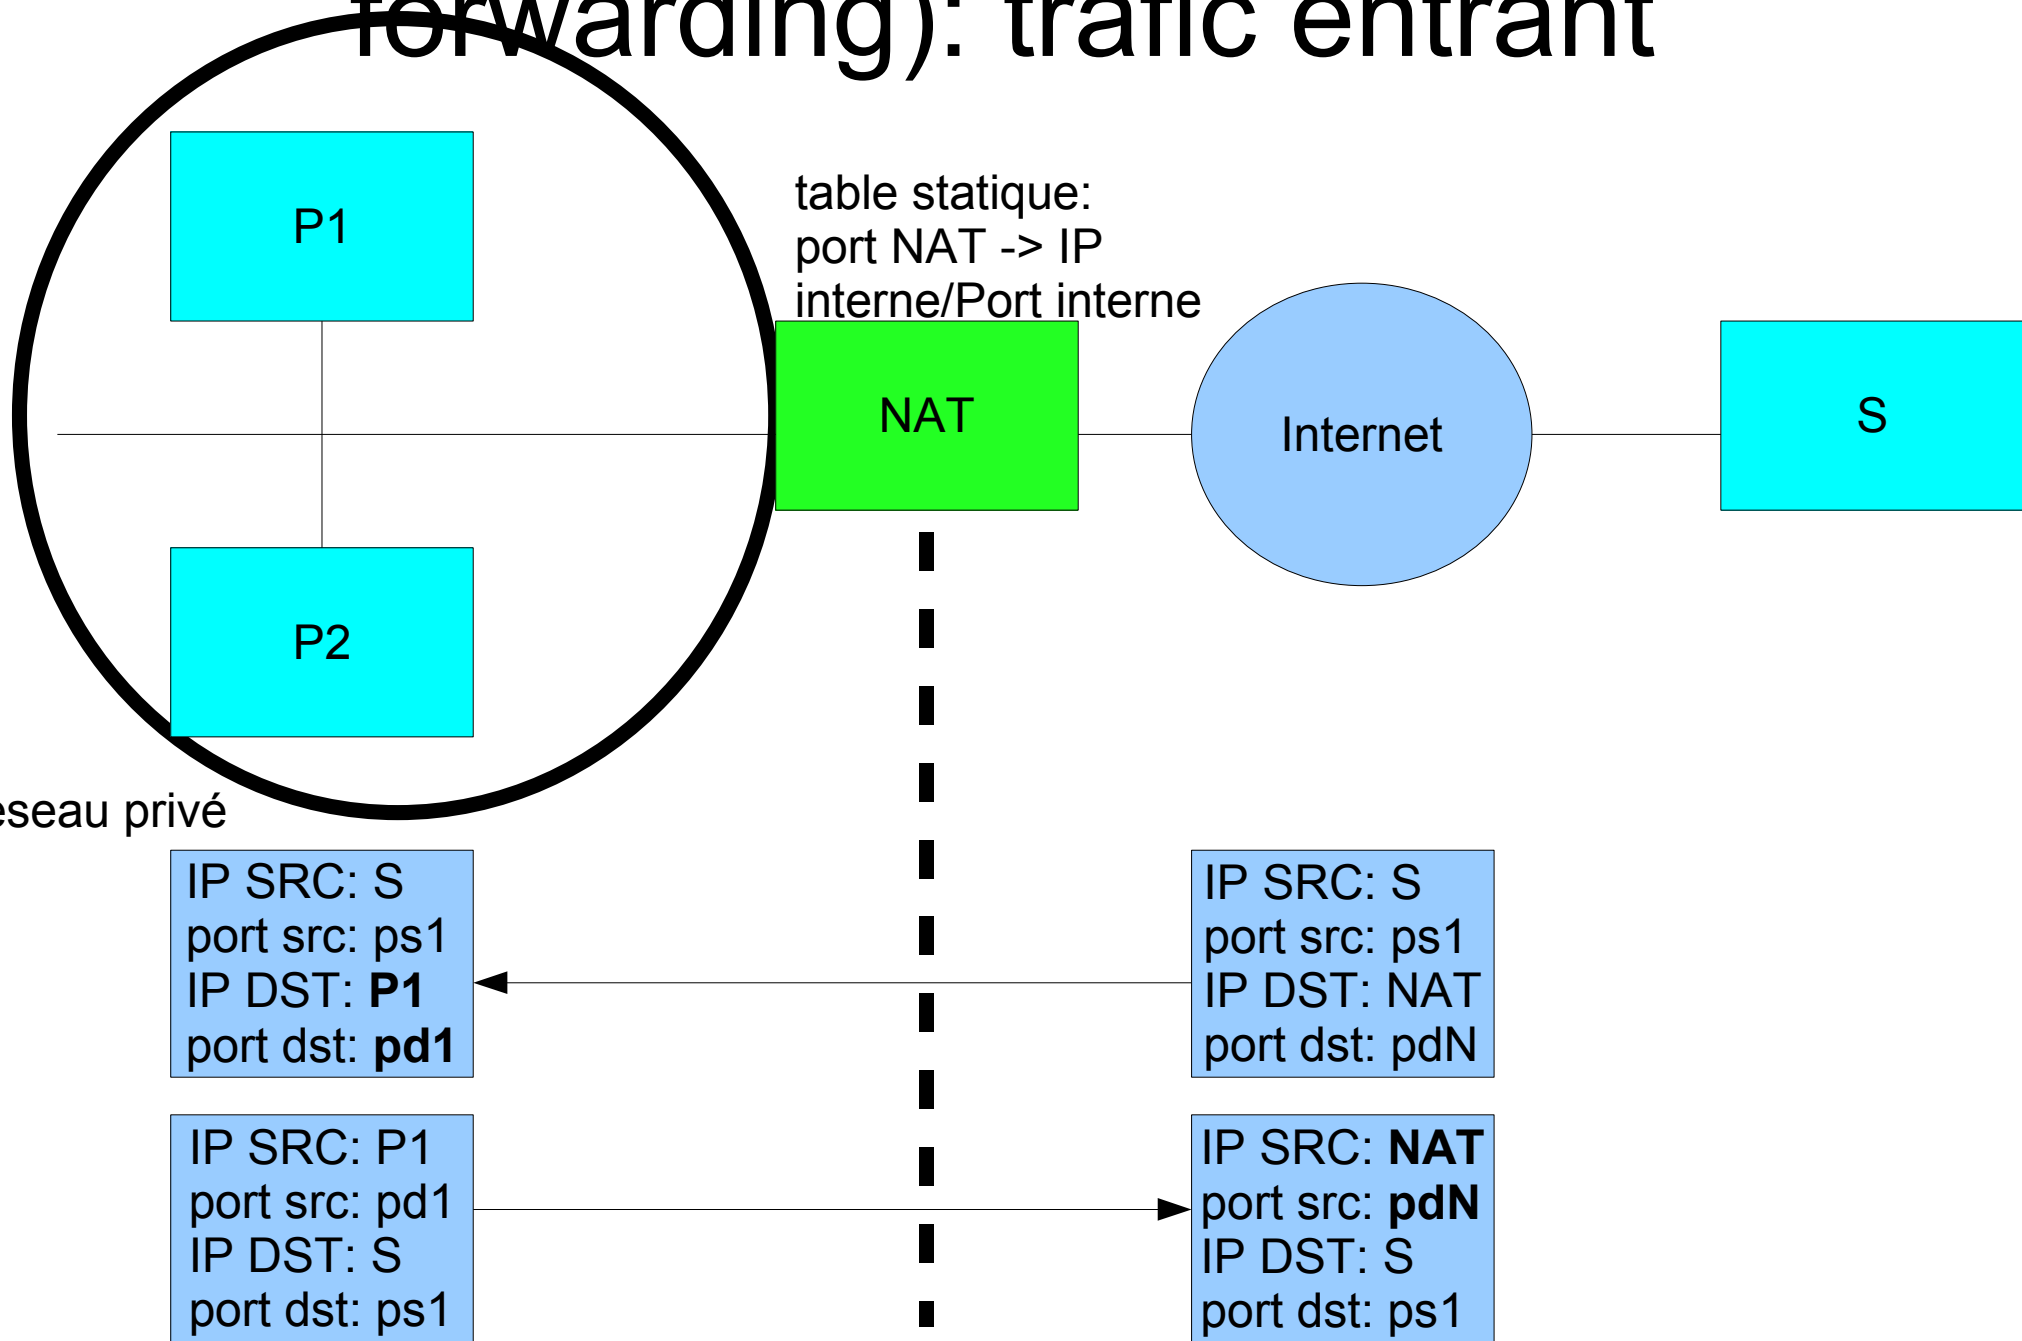 forwarding): trafic entrant
P1
table statique:
port NAT -> IP
interne/Port interne
NAT
Internet
S
P2
eseau privé
IP SRC: S
port src: ps1
IP DST: P1
port dst: pd1
IP SRC: S
port src: ps1
IP DST: NAT
port dst: pdN
IP SRC: P1
port src: pd1
IP DST: S
port dst: ps1
IP SRC: NAT
port src: pdN
IP DST: S
port dst: ps1